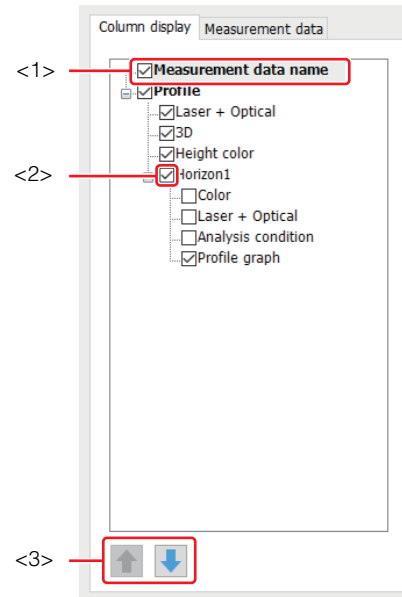 Column display Measurement data
<1> Measurement data name
Profile
Laser + Optical
3D
Height color
<2> Horizon1
Color
Laser + Optical
Analysis condition
Profile graph
<3>